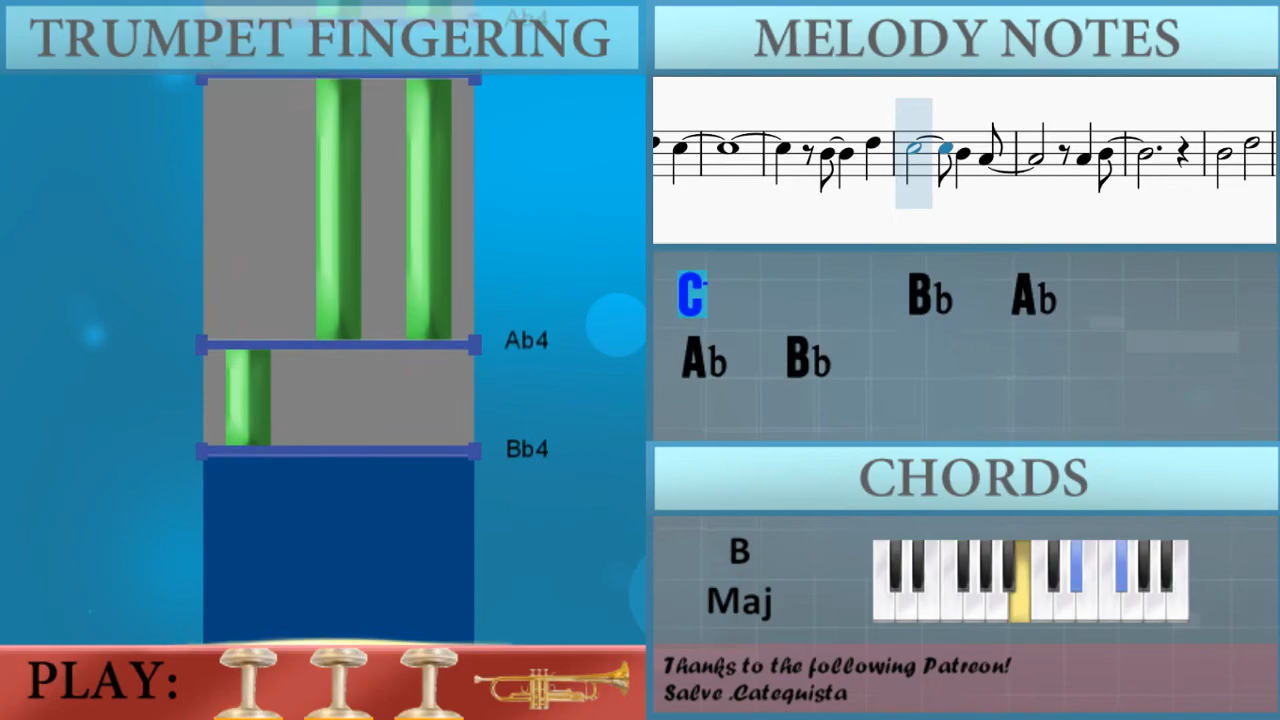 Ab4
TRUMPET FINGERING
MELODY NOTES
C
Bb
Ab
Ab
Bb
Ab4
Bb4
CHORDS
B
Maj
PLAY:
Thanks to the following Patreon!
Salve .Catequista